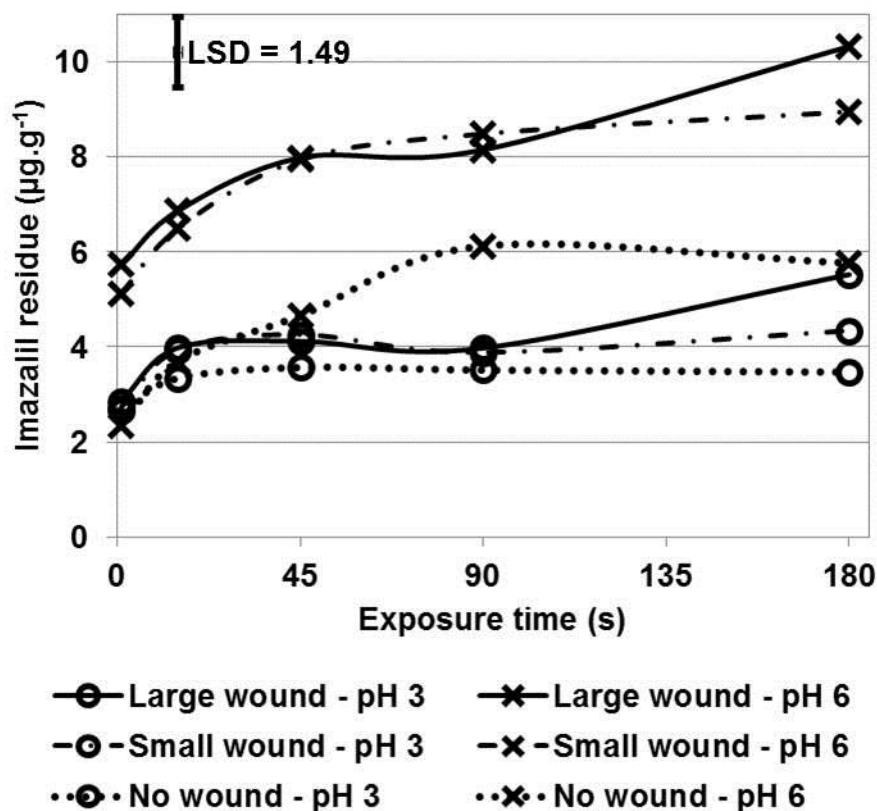 LSD = 1.49
Imazalil residue (µg.g⁻¹)
10
8
6
4
2
0
0 45 90 135 180
Exposure time (s)
Large wound - pH 3 Large wound - pH 6
Small wound - pH 3 Small wound - pH 6
No wound - pH 3 No wound - pH 6